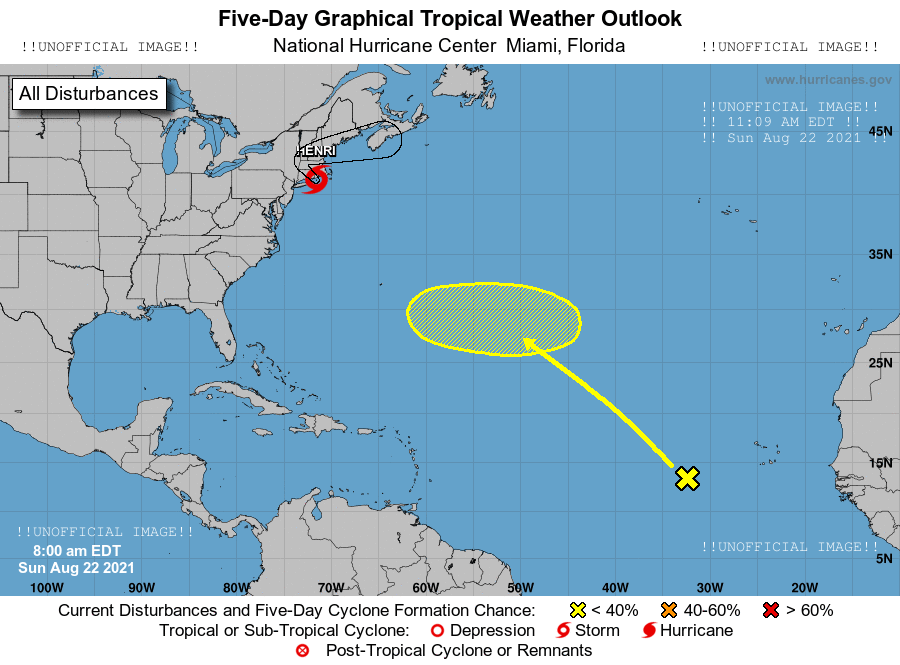 Five-Day Graphical Tropical Weather Outlook
!!UNOFFICIAL IMAGE!! National Hurricane Center Miami, Florida !!UNOFFICIAL IMAGE!!
All Disturbances
www.hurricanes.gov
!!UNOFFICIAL IMAGE!!
!! 11:09 AM EDT !!
!! Sun Aug 22 2021 !!
45N
HENRI
35N
25N
15N
!!UNOFFICIAL IMAGE!!
8:00 am EDT
Sun Aug 22 2021
!!UNOFFICIAL IMAGE!!
5N
100W 90W 80W 70W 60W 50W 40W 30W 20W
Current Disturbances and Five-Day Cyclone Formation Chance: < 40% 40-60% > 60%
Tropical or Sub-Tropical Cyclone: Depression Storm Hurricane
Post-Tropical Cyclone or Remnants